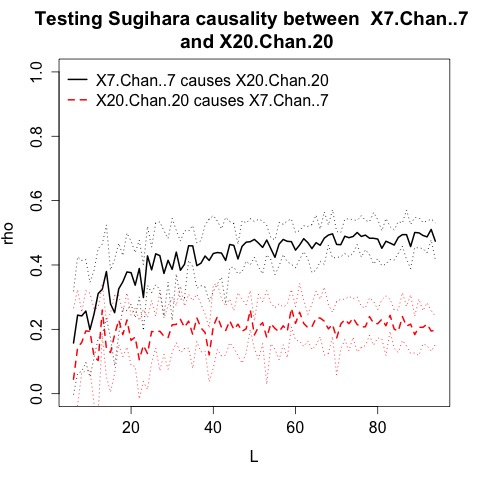 Testing Sugihara causality between X7.Chan..7
and X20.Chan.20
X7.Chan..7 causes X20.Chan.20
X20.Chan.20 causes X7.Chan..7
rho
1.0
0.8
0.6
0.4
0.2
0.0
20 40 60 80
L